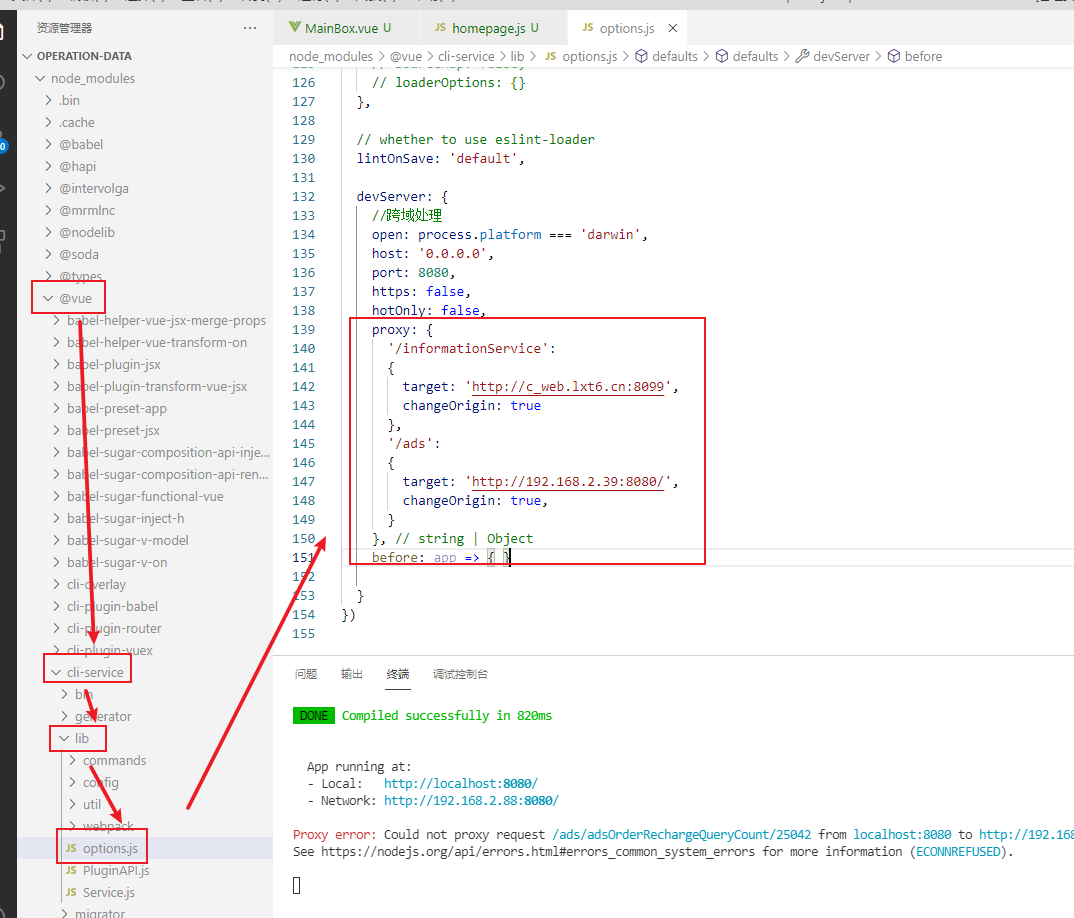 资源管理器
···
OPERATION-DATA
node_modules
.bin
.cache
@babel
@hapi
@intervolga
@mrmlnc
@nodelib
@soda
@types
@vue
babel-helper-vue-jsx-merge-props
babel-helper-vue-transform-on
babel-plugin-jsx
babel-plugin-transform-vue-jsx
babel-preset-app
babel-preset-jsx
babel-sugar-composition-api-inje...
babel-sugar-composition-api-ren...
babel-sugar-functional-vue
babel-sugar-inject-h
babel-sugar-v-model
babel-sugar-v-on
cli-overlay
cli-plugin-babel
cli-plugin-router
cli-plugin-vuex
cli-service
bin
generator
lib
commands
config
util
webpack
JS options.js
JS PluginAPI.js
JS Service.js
migrator
MainBox.vue U
JS homepage.js U
JS options.js ×
node_modules > @vue > cli-service > lib > JS options.js > defaults > defaults > devServer > before
126 // loaderOptions: {}
127 },
128
129 // whether to use eslint-loader
130 lintOnSave: 'default',
131
132 devServer: {
133 //跨域处理
134 open: process.platform === 'darwin',
135 host: '0.0.0.0',
136 port: 8080,
137 https: false,
138 hotOnly: false,
139 proxy: {
140 '/informationService':
141 {
142 target: 'http://c_web.lxt6.cn:8099',
143 changeOrigin: true
144 },
145 '/ads':
146 {
147 target: 'http://192.168.2.39:8080/',
148 changeOrigin: true,
149 }
150 }, // string | Object
151 before: app => { }
152
153 }
154 })
155
问题 输出 终端 调试控制台
DONE Compiled successfully in 820ms
App running at:
- Local: http://localhost:8080/
- Network: http://192.168.2.88:8080/
Proxy error: Could not proxy request /ads/adsOrderRechargeQueryCount/25042 from localhost:8080 to http://192.168
See https://nodejs.org/api/errors.html#errors_common_system_errors for more information (ECONNREFUSED).